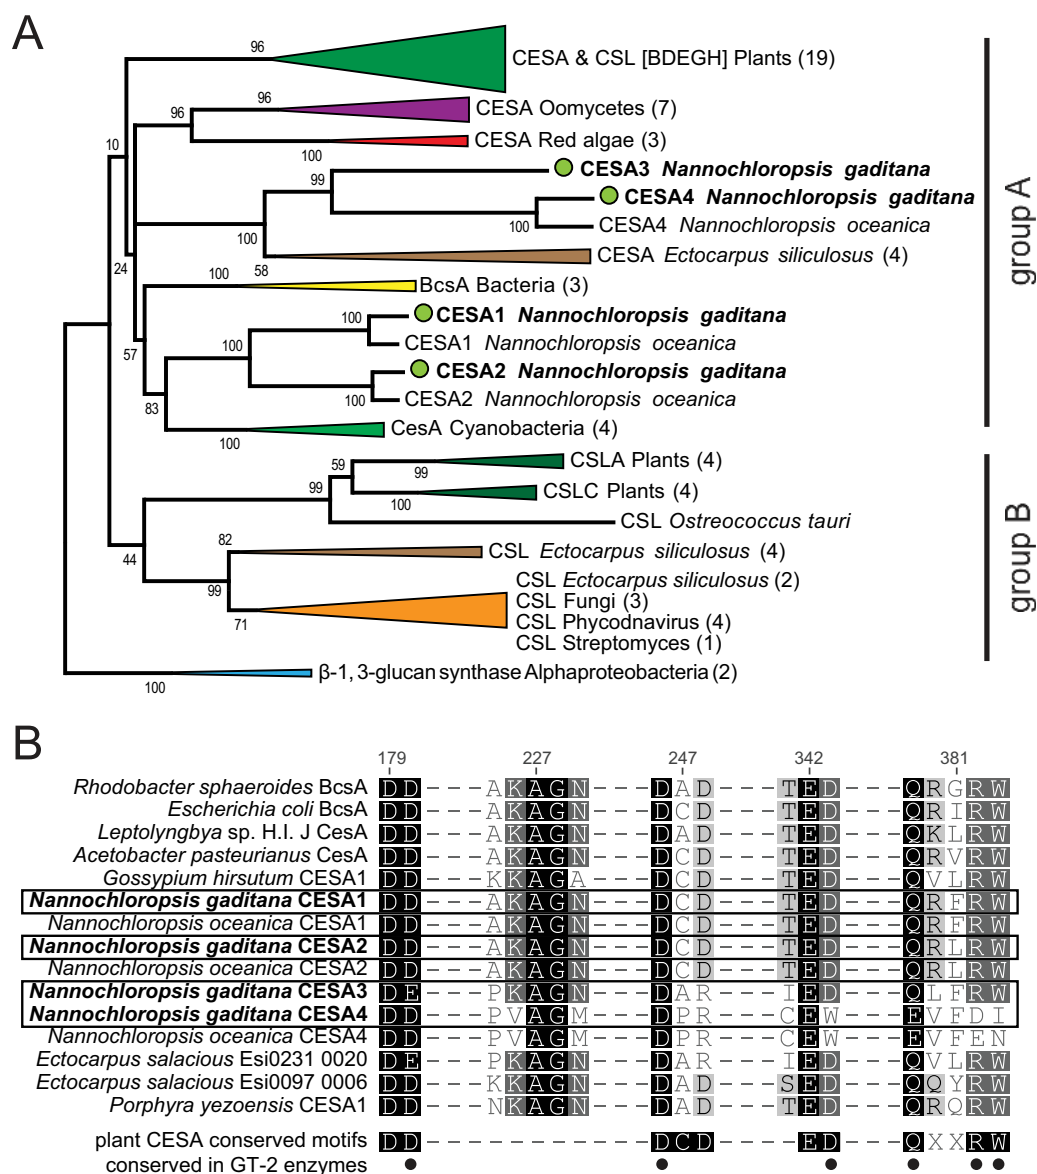 A
96
CESA & CSL [BDEGH] Plants (19)
96
CESA Oomycetes (7)
96
CESA Red algae (3)
100
10
CESA3 Nannochloropsis gaditana
99
CESA4 Nannochloropsis gaditana
100
CESA4 Nannochloropsis oceanica
100
CESA Ectocarpus siliculosus (4)
58
24
100
BcsA Bacteria (3)
100
CESA1 Nannochloropsis gaditana
CESA1 Nannochloropsis oceanica
100
57
CESA2 Nannochloropsis gaditana
100
CESA2 Nannochloropsis oceanica
83
CesA Cyanobacteria (4)
100
group A
59
CSLA Plants (4)
99
99
CSLC Plants (4)
100
CSL Ostreococcus tauri
82
CSL Ectocarpus siliculosus (4)
44
99
CSL Ectocarpus siliculosus (2)
CSL Fungi (3)
CSL Phycodnavirus (4)
71
CSL Streptomyces (1)
group B
β-1, 3-glucan synthase Alphaproteobacteria (2)
100
B
179 227 247 342 381
Rhodobacter sphaeroides BcsA DD----AKAGN---DAD---TED---QRGRW
Escherichia coli BcsA DD----AKAGN---DCD---TED---QRIRW
Leptolyngbya sp. H.I. J CesA DD----AKAGN---DAD---TED---QKLRW
Acetobacter pasteurianus CesA DD----AKAGN---DCD---TED---QRVRW
Gossypium hirsutum CESA1 DD----KKAGA---DCD---TED---QVLRW
Nannochloropsis gaditana CESA1 DD----AKAGN---DCD---TED---QRFRW
Nannochloropsis oceanica CESA1 DD----AKAGN---DCD---TED---QRFRW
Nannochloropsis gaditana CESA2 DD----AKAGN---DCD---TED---QRLRW
Nannochloropsis oceanica CESA2 DD----AKAGN---DCD---TED---QRLRW
Nannochloropsis gaditana CESA3 DE----PKAGN---DAR---IED---QLFRW
Nannochloropsis gaditana CESA4 DD----PVAGM---DPR---CEW---EVFDI
Nannochloropsis oceanica CESA4 DD----PVAGM---DPR---CEW---EVFEN
Ectocarpus salacious Esi0231 0020 DE----PKAGN---DAR---IED---QVLRW
Ectocarpus salacious Esi0097 0006 DD----KKAGN---DAD---SED---QQYRW
Porphyra yezoensis CESA1 DD----NKAGN---DAD---TED---QRQRW
plant CESA conserved motifs DD------------DCD----ED---QXXRW
conserved in GT-2 enzymes ● ● ● ● ● ●